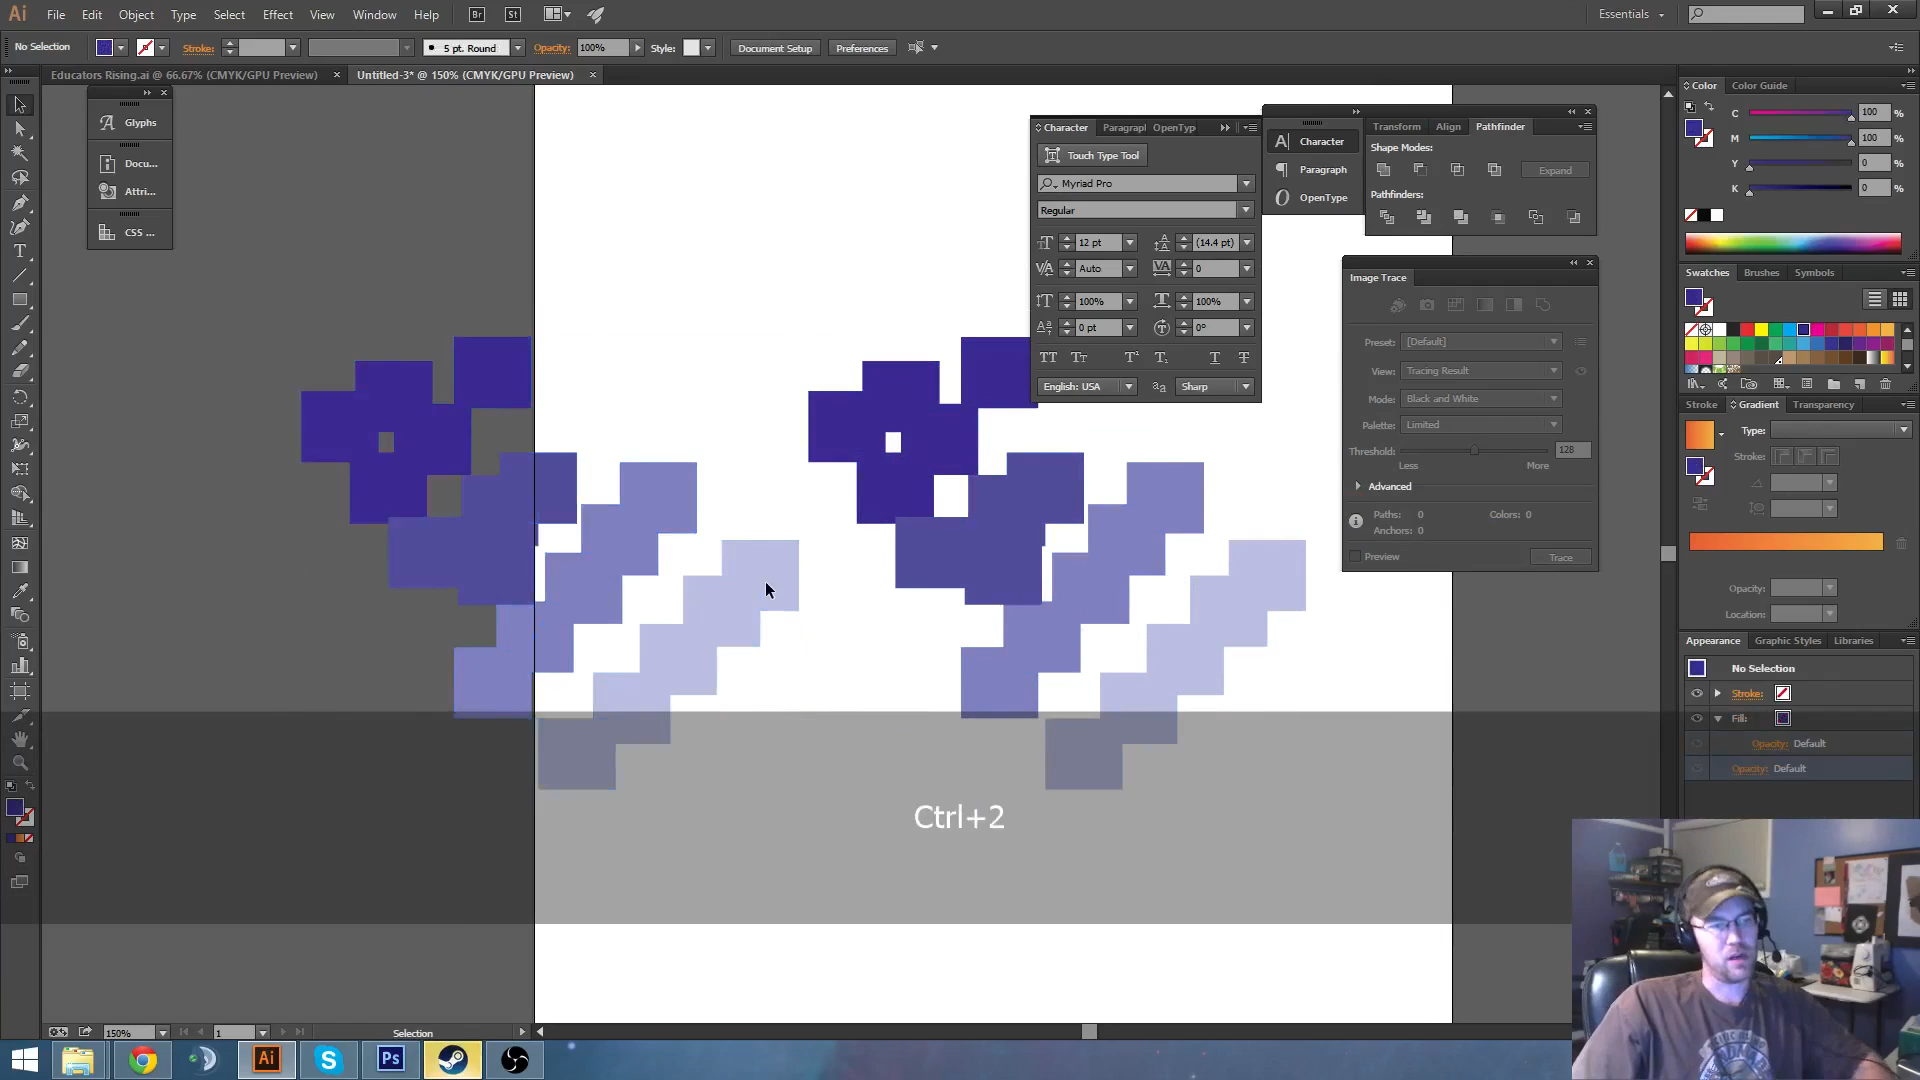 Ai File Edit Object Type Select Effect View Window Help Br St Essentials
No Selection Stroke: 5 pt. Round Opacity: 100% Style: Document Setup Preferences
Educators Rising.ai @ 66.67% (CMYK/GPU Preview) × Untitled-3* @ 150% (CMYK/GPU Preview) ×
Glyphs
Docu...
Attri...
CSS ...
Character Paragraph OpenTyp
Touch Type Tool
Myriad Pro
Regular
12 pt (14.4 pt)
Auto 0
100% 100%
0 pt 0°
English: USA Sharp
Character
Paragraph
OpenType
Transform Align Pathfinder
Shape Modes:
Expand
Pathfinders:
Image Trace
Preset: [Default]
View: Tracing Result
Mode: Black and White
Palette: Limited
Threshold: 128
Less More
Advanced
Paths: 0 Colors: 0
Anchors: 0
Preview Trace
Color Color Guide
C 100 %
M 100 %
Y 0 %
K 0 %
Swatches Brushes Symbols
Stroke Gradient Transparency
Type:
Stroke:
Opacity:
Location:
Appearance Graphic Styles Libraries
No Selection
Stroke:
Fill:
Opacity: Default
Opacity: Default
Ctrl+2
150% 1 Selection
Ai Ps